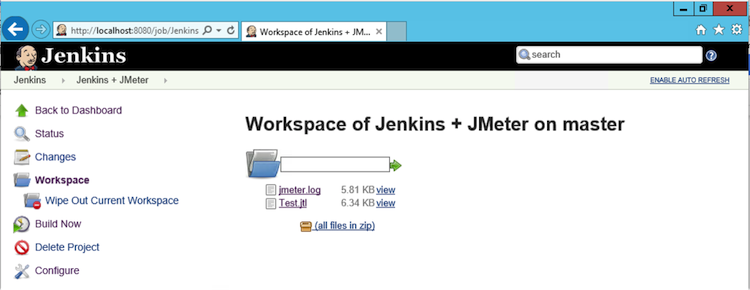 http://localhost:8080/job/Jenkins
Workspace of Jenkins + JM...
Jenkins
search
Jenkins
Jenkins + JMeter
ENABLE AUTO REFRESH
Back to Dashboard
Status
Changes
Workspace
Wipe Out Current Workspace
Build Now
Delete Project
Configure
Workspace of Jenkins + JMeter on master
jmeter.log 5.81 KB view
Test.jtl 6.34 KB view
(all files in zip)